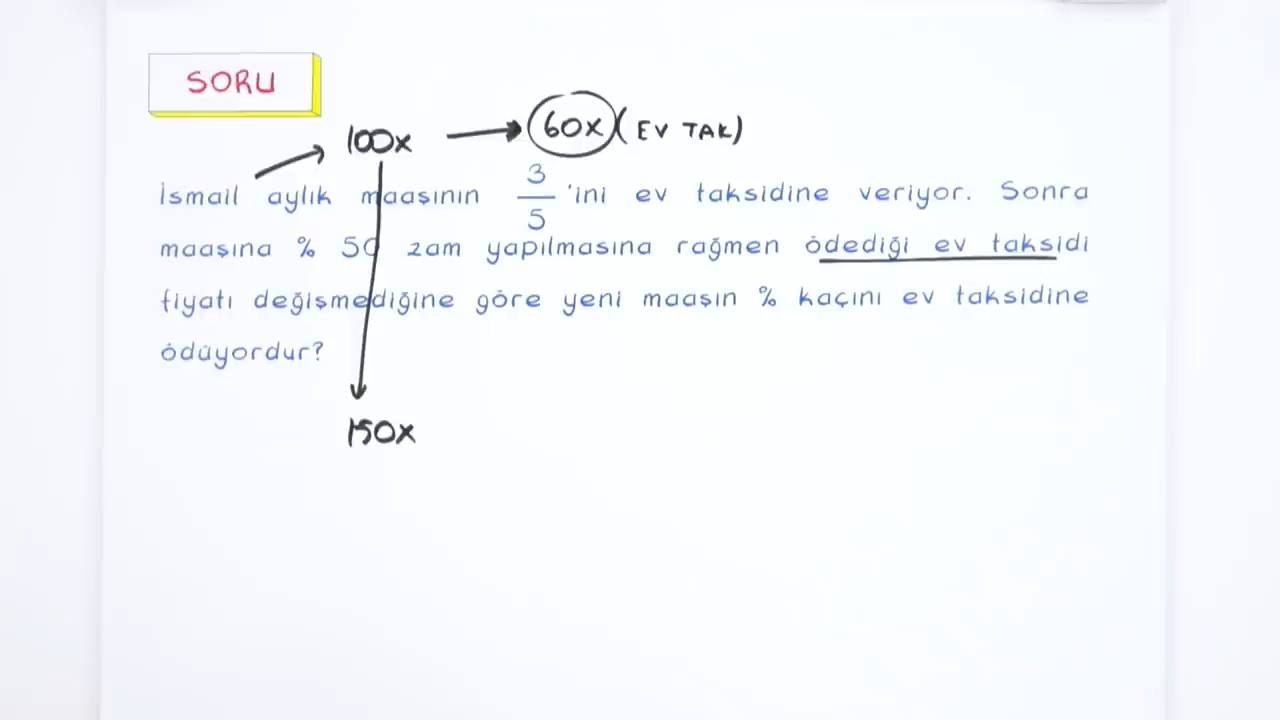 SORU
100x → 60x (EV TAK)
İsmail aylık maaşının 3/5 'ini ev taksidine veriyor. Sonra
maaşına % 50 zam yapılmasına rağmen ödediği ev taksidi
fiyatı değişmediğine göre yeni maaşın % kaçını ev taksidine
ödüyordur?
150x